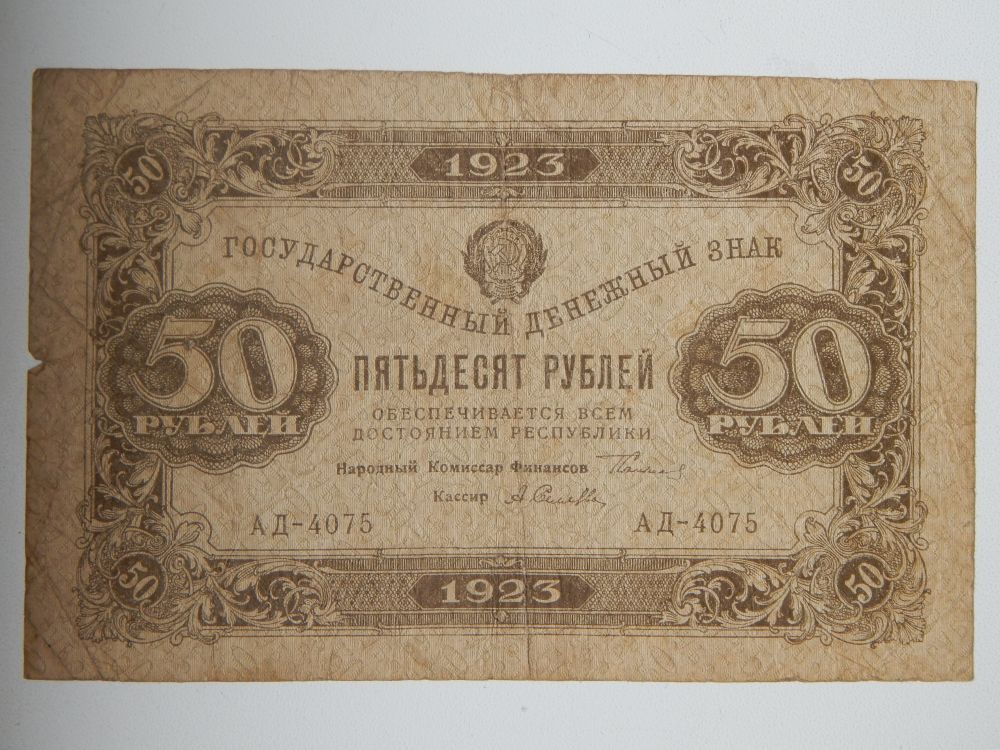 1923
50 50
ГОСУДАРСТВЕННЫЙ ДЕНЕЖНЫЙ ЗНАК
50 РУБЛЕЙ
50 РУБЛЕЙ
ПЯТЬДЕСЯТ РУБЛЕЙ
ОБЕСПЕЧИВАЕТСЯ ВСЕМ
ДОСТОЯНИЕМ РЕСПУБЛИКИ
Народный Комиссар Финансов
Кассир
АД-4075 АД-4075
50 50
1923